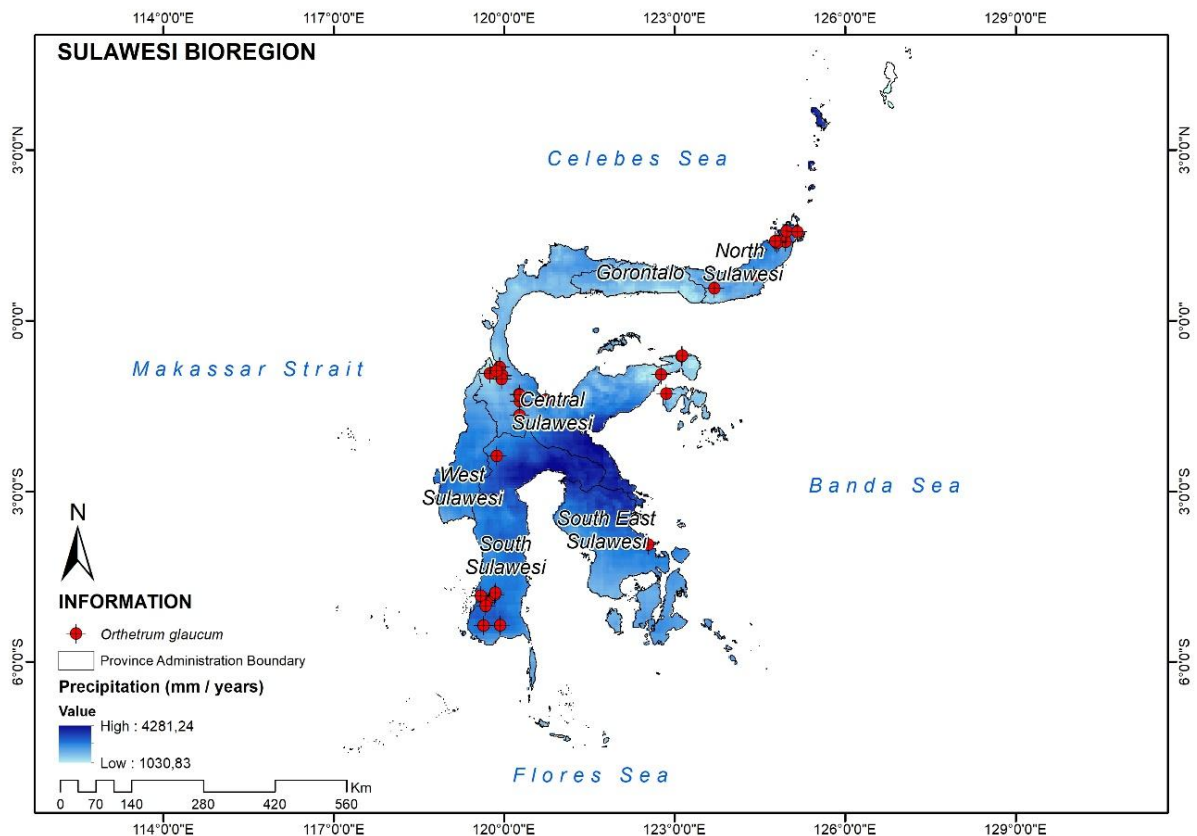 114°0'0"E 117°0'0"E 120°0'0"E 123°0'0"E 126°0'0"E 129°0'0"E
SULAWESI BIOREGION
3°0'0"N
3°0'0"N
Celebes Sea
North
Sulawesi
Gorontalo
0°0'0"
0°0'0"
Makassar Strait
Central
Sulawesi
West
Sulawesi
Banda Sea
3°0'0"S
3°0'0"S
South East
Sulawesi
South
Sulawesi
N
INFORMATION
Orthetrum glaucum
Province Administration Boundary
6°0'0"S
6°0'0"S
Precipitation (mm / years)
Value
High : 4281,24
Low : 1030,83
Flores Sea
Km
0 70 140 280 420 560
114°0'0"E 117°0'0"E 120°0'0"E 123°0'0"E 126°0'0"E 129°0'0"E